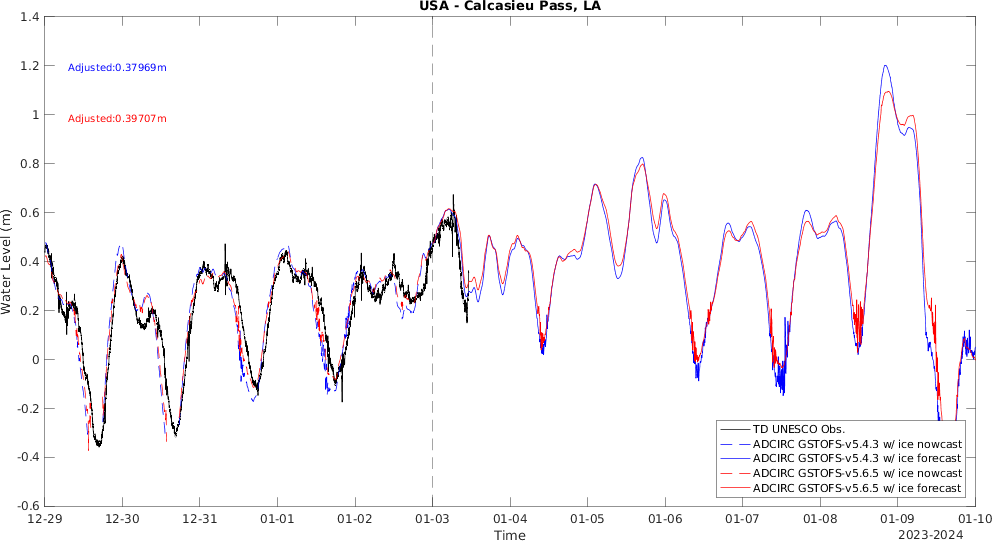 USA - Calcasieu Pass, LA
1.4
1.2
1
0.8
0.6
0.4
0.2
0
-0.2
-0.4
-0.6
Water Level (m)
Adjusted:0.37969m
Adjusted:0.39707m
TD UNESCO Obs.
ADCIRC GSTOFS-v5.4.3 w/ ice nowcast
ADCIRC GSTOFS-v5.4.3 w/ ice forecast
ADCIRC GSTOFS-v5.6.5 w/ ice nowcast
ADCIRC GSTOFS-v5.6.5 w/ ice forecast
12-29 12-30 12-31 01-01 01-02 01-03 01-04 01-05 01-06 01-07 01-08 01-09 01-10
Time
2023-2024